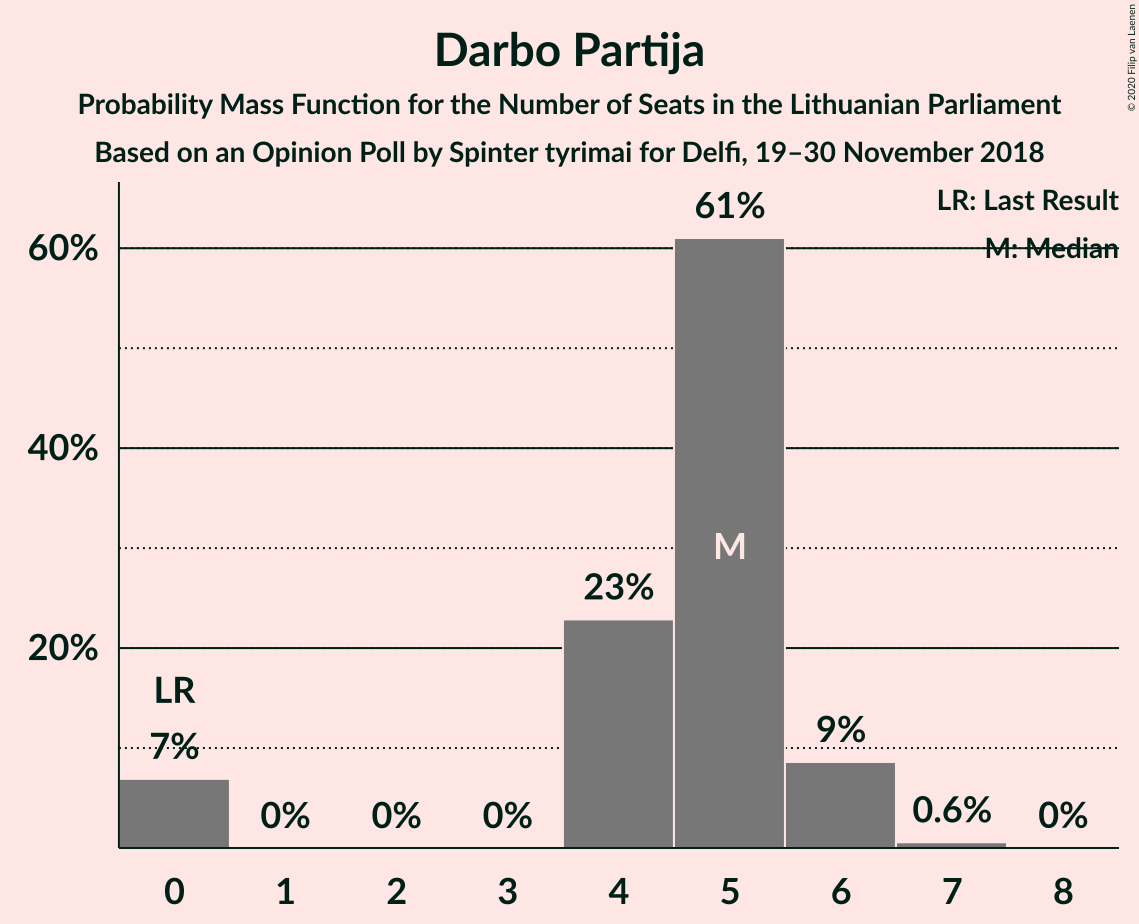 Darbo Partija
Probability Mass Function for the Number of Seats in the Lithuanian Parliament
Based on an Opinion Poll by Spinter tyrimai for Delfi, 19–30 November 2018
© 2020 Filip van Laenen
LR: Last Result
M: Median
60%
40%
20%
LR
7%
0%
0%
0%
23%
61%
M
9%
0.6%
0%
0 1 2 3 4 5 6 7 8